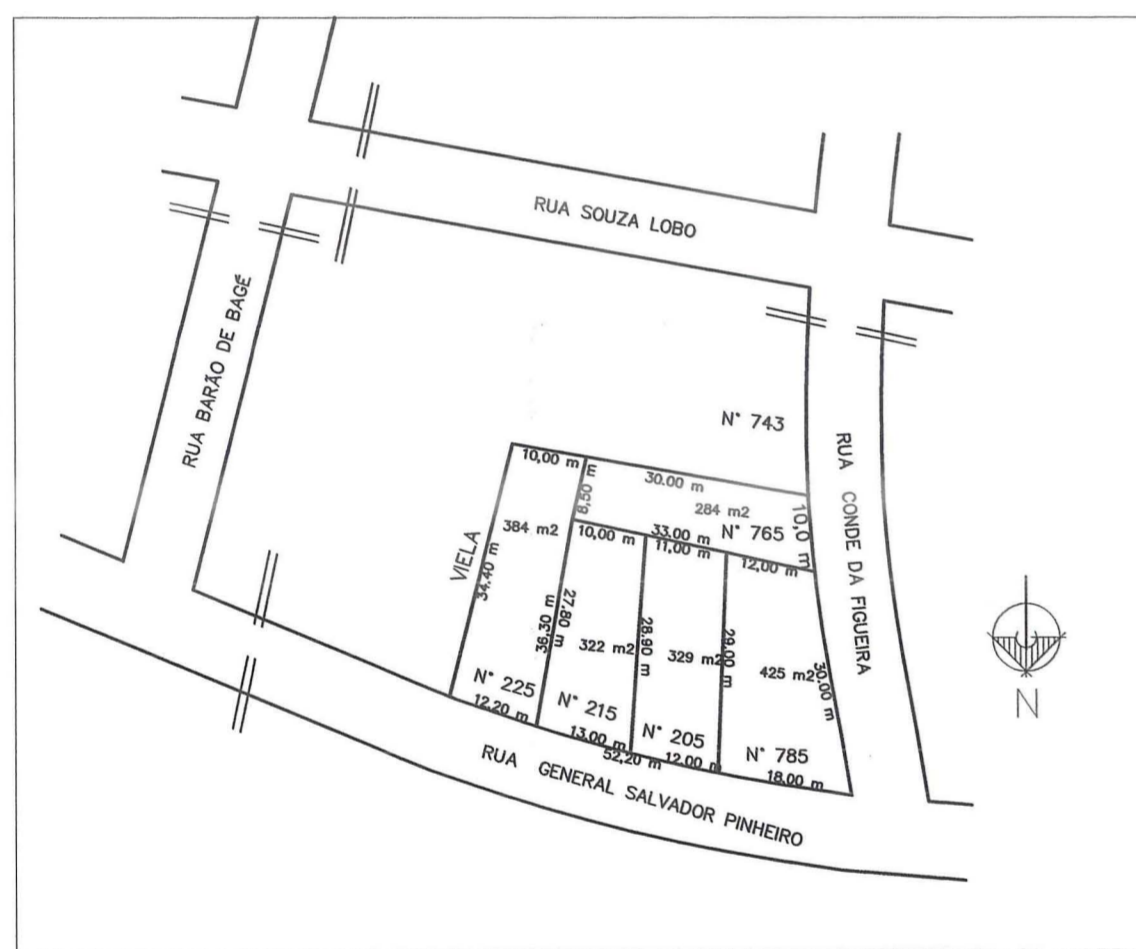 RUA SOUZA LOBO
RUA BARÃO DE BAGÉ
N° 743
RUA CONDE DA FIGUEIRA
10,00 m
30.00 m
8,50 m
284 m2
10,0 m
384 m2
VIELA
34.40 m
33.00 m
N° 765
10,00 m
11,00 m
12,00 m
36,30 m
27.80 m
322 m2
28.90 m
329 m2
29.00 m
425 m2
30.00 m
N° 225
12,20 m
N° 215
13,00 m
N° 205
12,00 m
N° 785
18,00 m
52,20 m
RUA GENERAL SALVADOR PINHEIRO
N